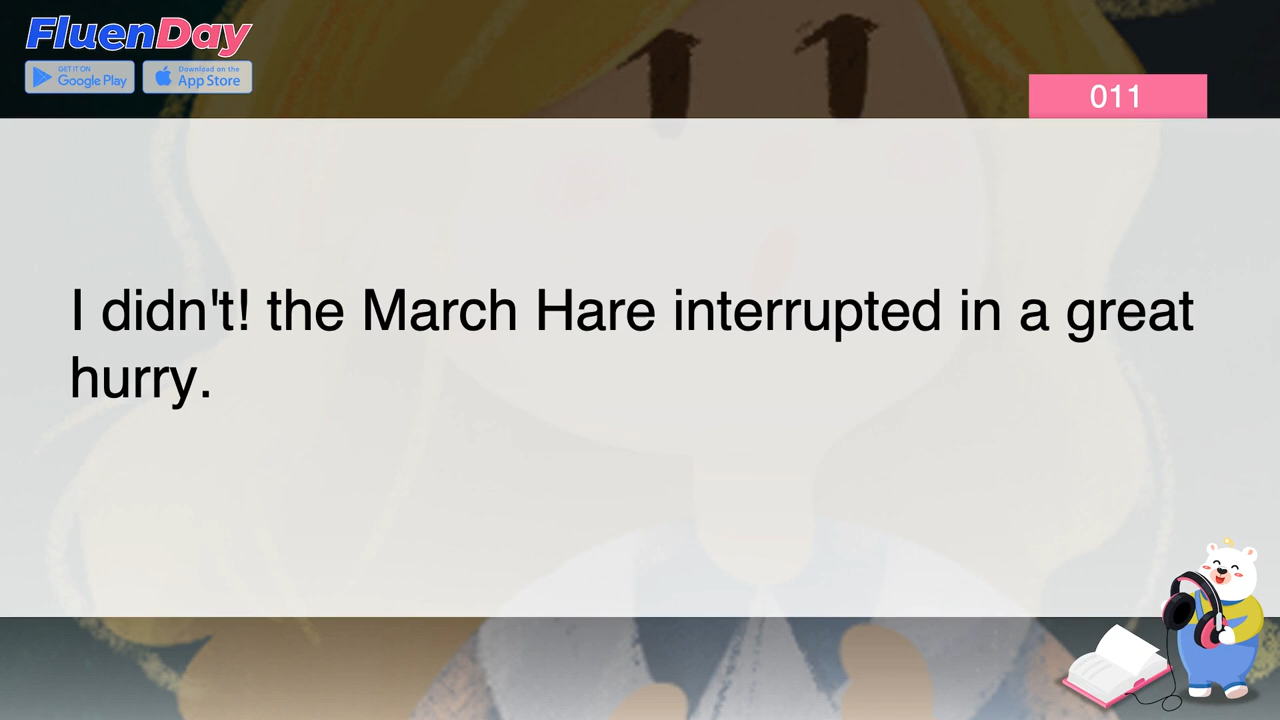 FluenDay
GET IT ON
Google Play
Download on the
App Store
011
I didn't! the March Hare interrupted in a great
hurry.